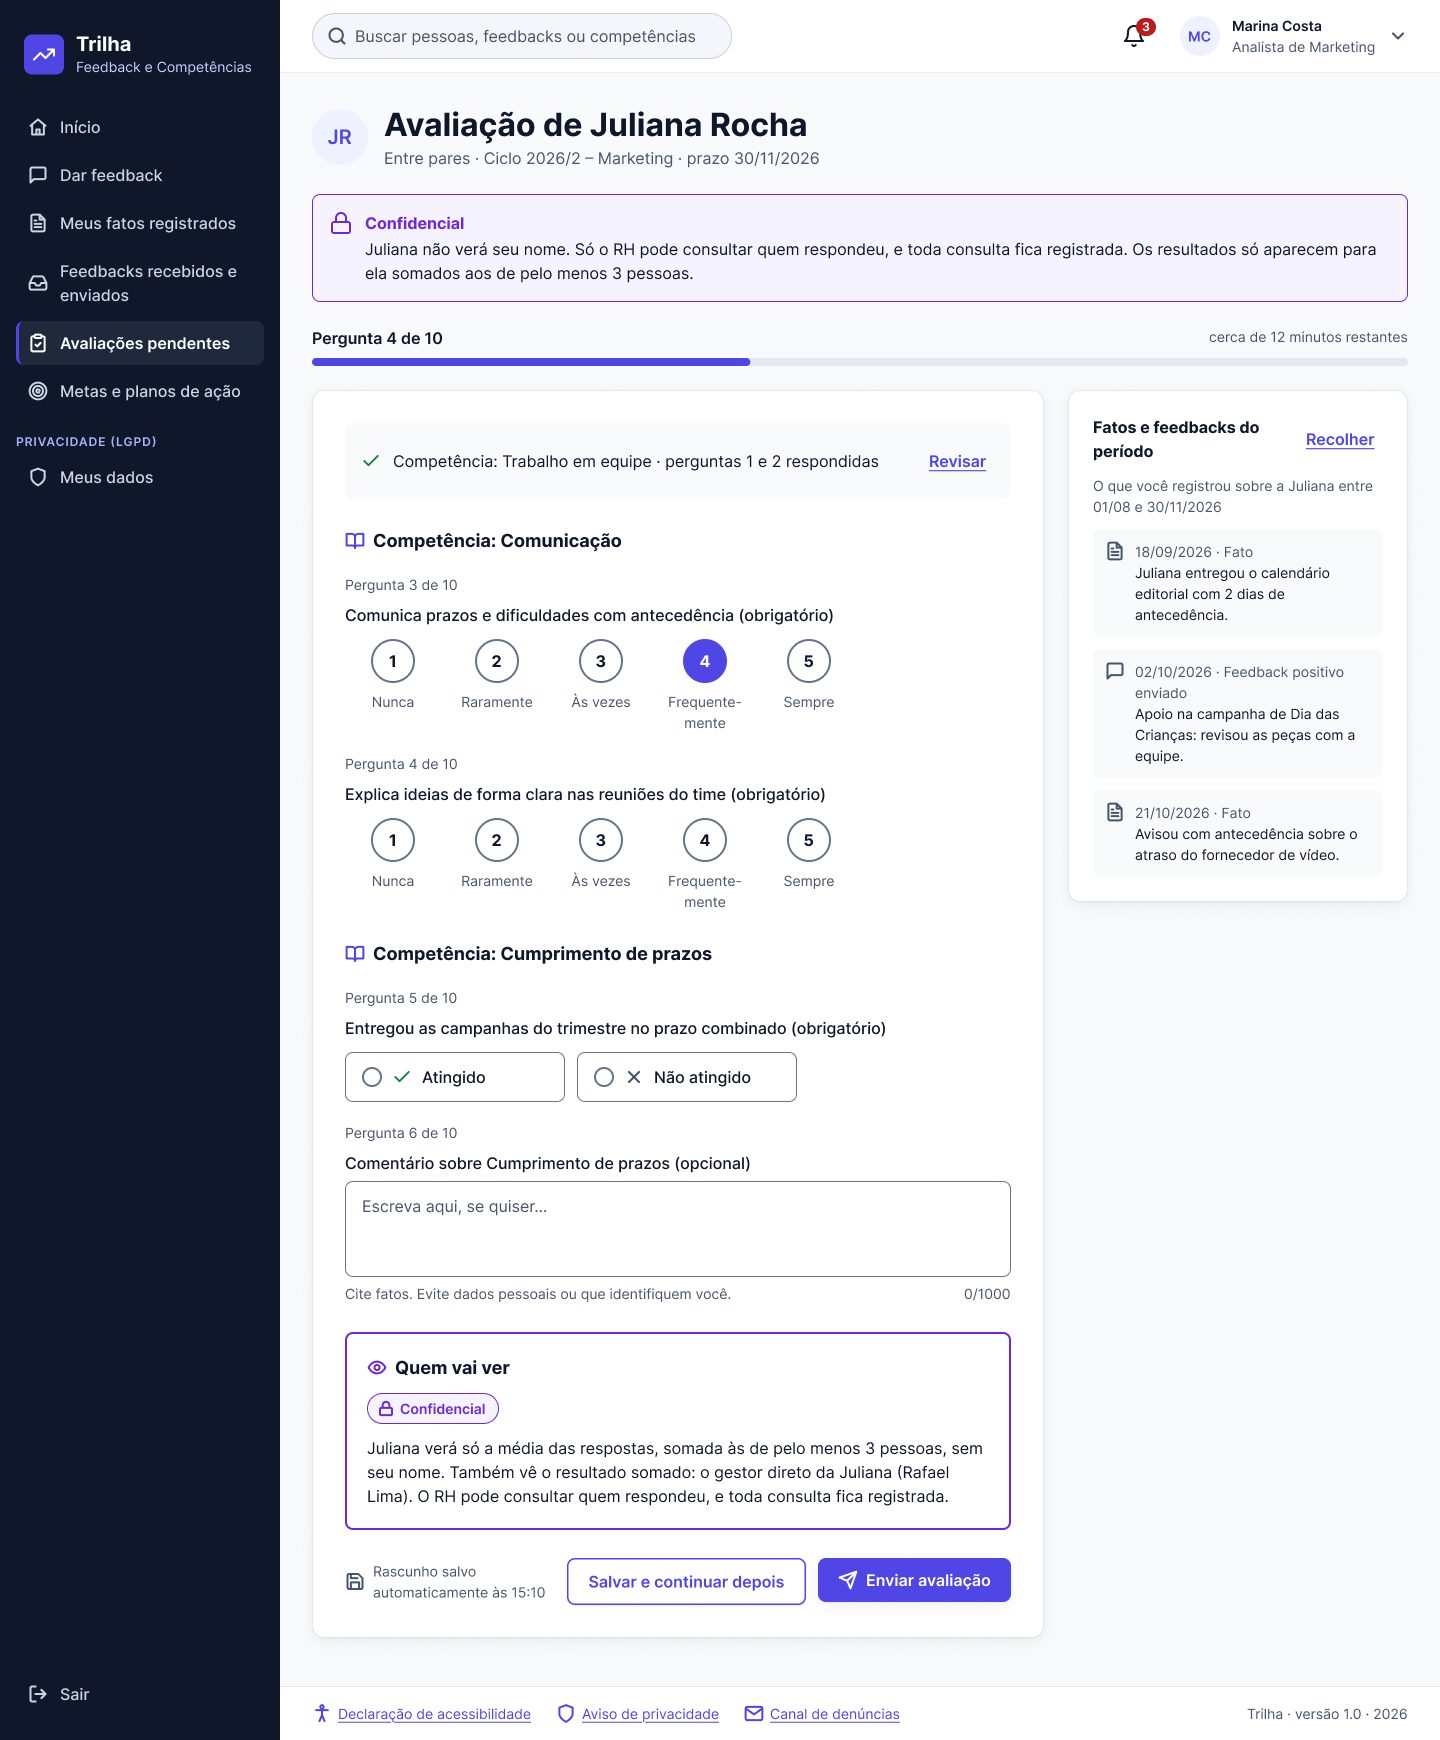 Trilha
Feedback e Competências
Início
Dar feedback
Meus fatos registrados
Feedbacks recebidos e
enviados
Avaliações pendentes
Metas e planos de ação
PRIVACIDADE (LGPD)
Meus dados
Sair
Buscar pessoas, feedbacks ou competências
3
MC
Marina Costa
Analista de Marketing
JR
Avaliação de Juliana Rocha
Entre pares · Ciclo 2026/2 – Marketing · prazo 30/11/2026
Confidencial
Juliana não verá seu nome. Só o RH pode consultar quem respondeu, e toda consulta fica registrada. Os resultados só aparecem para
ela somados aos de pelo menos 3 pessoas.
Pergunta 4 de 10
cerca de 12 minutos restantes
Competência: Trabalho em equipe · perguntas 1 e 2 respondidas
Revisar
Competência: Comunicação
Pergunta 3 de 10
Comunica prazos e dificuldades com antecedência (obrigatório)
1 2 3 4 5
Nunca Raramente Às vezes Frequente- Sempre
mente
Pergunta 4 de 10
Explica ideias de forma clara nas reuniões do time (obrigatório)
1 2 3 4 5
Nunca Raramente Às vezes Frequente- Sempre
mente
Competência: Cumprimento de prazos
Pergunta 5 de 10
Entregou as campanhas do trimestre no prazo combinado (obrigatório)
Atingido
Não atingido
Pergunta 6 de 10
Comentário sobre Cumprimento de prazos (opcional)
Escreva aqui, se quiser...
Cite fatos. Evite dados pessoais ou que identifiquem você.
0/1000
Quem vai ver
Confidencial
Juliana verá só a média das respostas, somada às de pelo menos 3 pessoas, sem
seu nome. Também vê o resultado somado: o gestor direto da Juliana (Rafael
Lima). O RH pode consultar quem respondeu, e toda consulta fica registrada.
Rascunho salvo
automaticamente às 15:10
Salvar e continuar depois
Enviar avaliação
Fatos e feedbacks do
período
Recolher
O que você registrou sobre a Juliana entre
01/08 e 30/11/2026
18/09/2026 · Fato
Juliana entregou o calendário
editorial com 2 dias de
antecedência.
02/10/2026 · Feedback positivo
enviado
Apoio na campanha de Dia das
Crianças: revisou as peças com a
equipe.
21/10/2026 · Fato
Avisou com antecedência sobre o
atraso do fornecedor de vídeo.
Declaração de acessibilidade
Aviso de privacidade
Canal de denúncias
Trilha · versão 1.0 · 2026